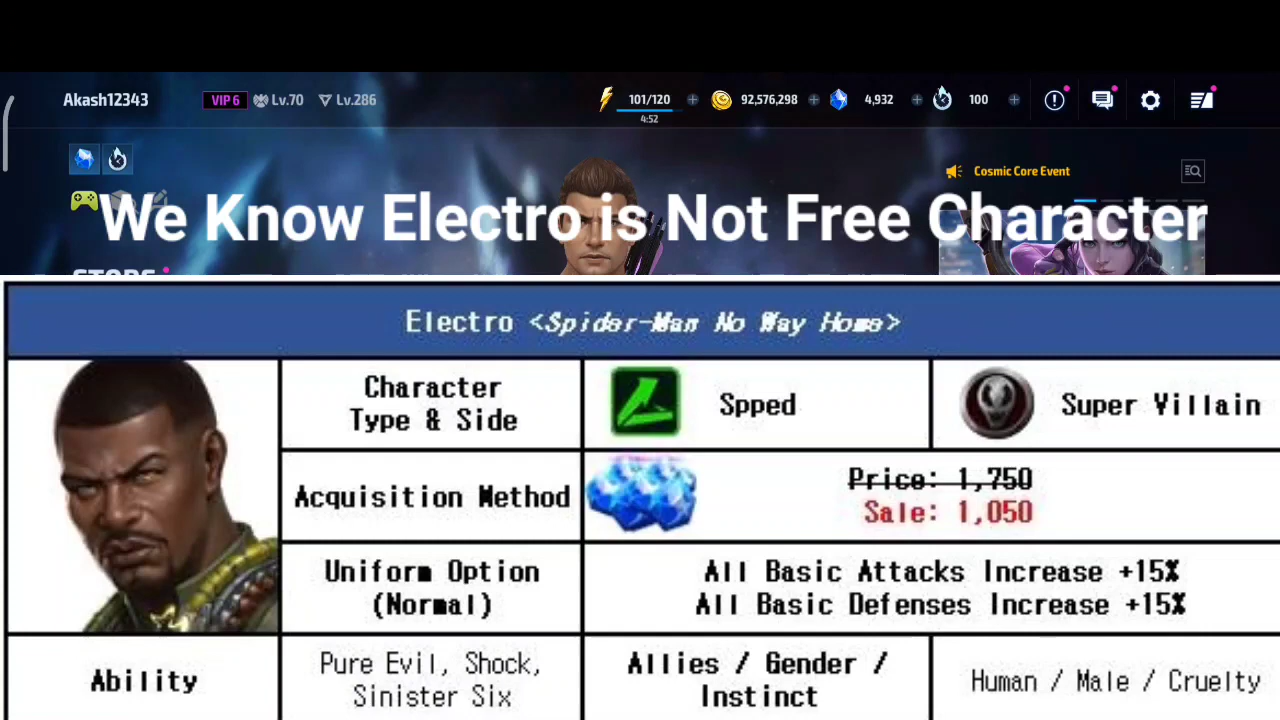 Akash12343 VIP 6 Lv.70 Lv.286 101/120 92,576,298 4,932 100
4:52
Cosmic Core Event
We Know Electro is Not Free Character
STORE
Electro <Spider-Man No Way Home>
Character
Type & Side
Spped
Super Villain
Acquisition Method
Price: 1,750
Sale: 1,050
Uniform Option
(Normal)
All Basic Attacks Increase +15%
All Basic Defenses Increase +15%
Ability
Pure Evil, Shock,
Sinister Six
Allies / Gender /
Instinct
Human / Male / Cruelty